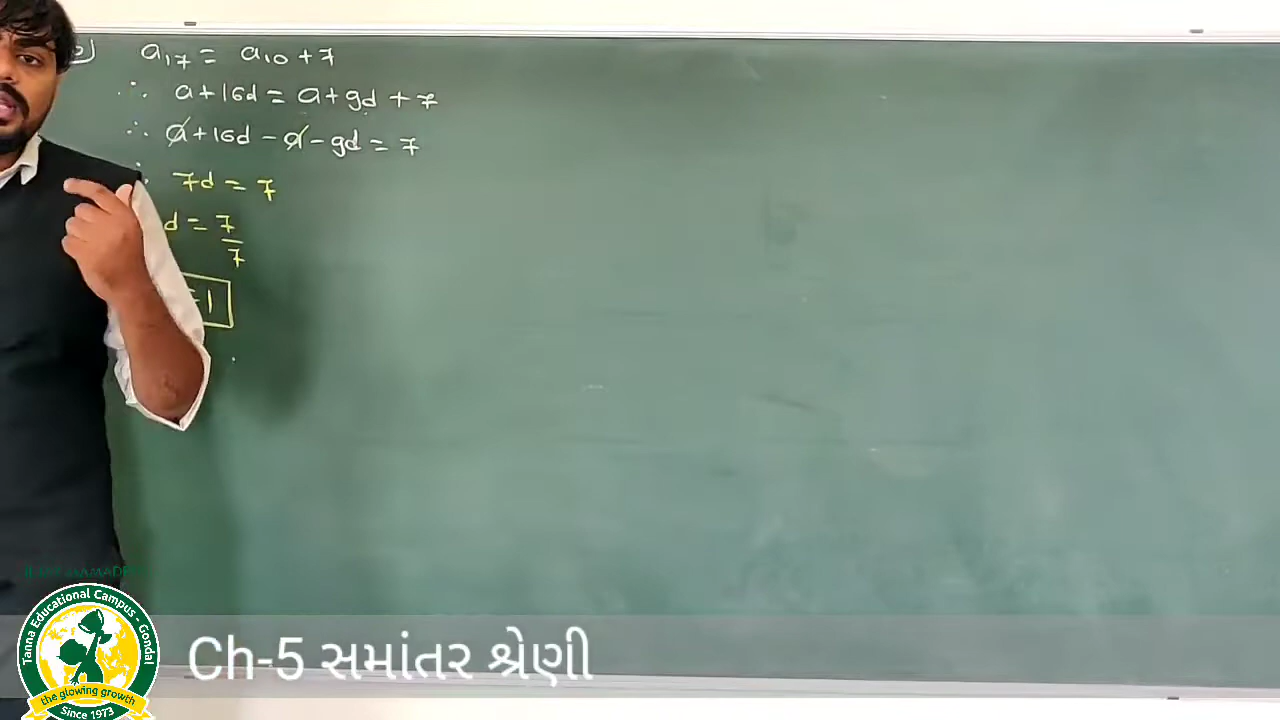 a₁₇ = a₁₀ + 7
∴ a + 16d = a + 9d + 7
∴ a + 16d - a - 9d = 7
7d = 7
d = 7/7
= 1
Tanna Educational Campus - Gondal
the glowing growth
Since 1973
Ch-5 સમાંતર શ્રેણી